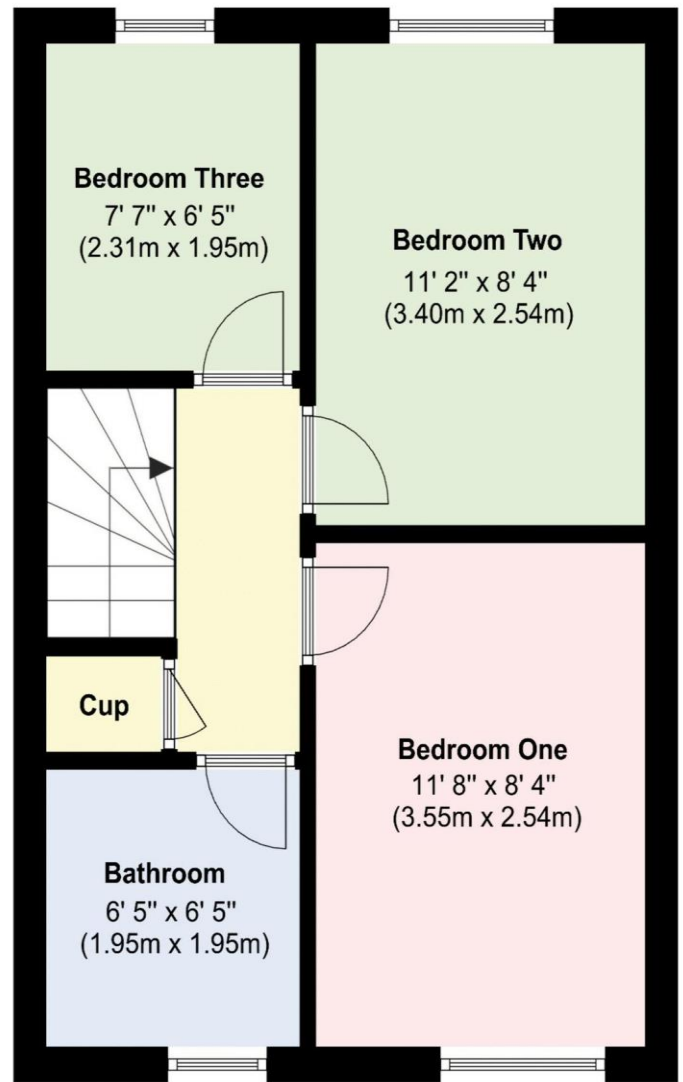 Bedroom Three
7' 7" x 6' 5"
(2.31m x 1.95m)
Bedroom Two
11' 2" x 8' 4"
(3.40m x 2.54m)
Cup
Bedroom One
11' 8" x 8' 4"
(3.55m x 2.54m)
Bathroom
6' 5" x 6' 5"
(1.95m x 1.95m)